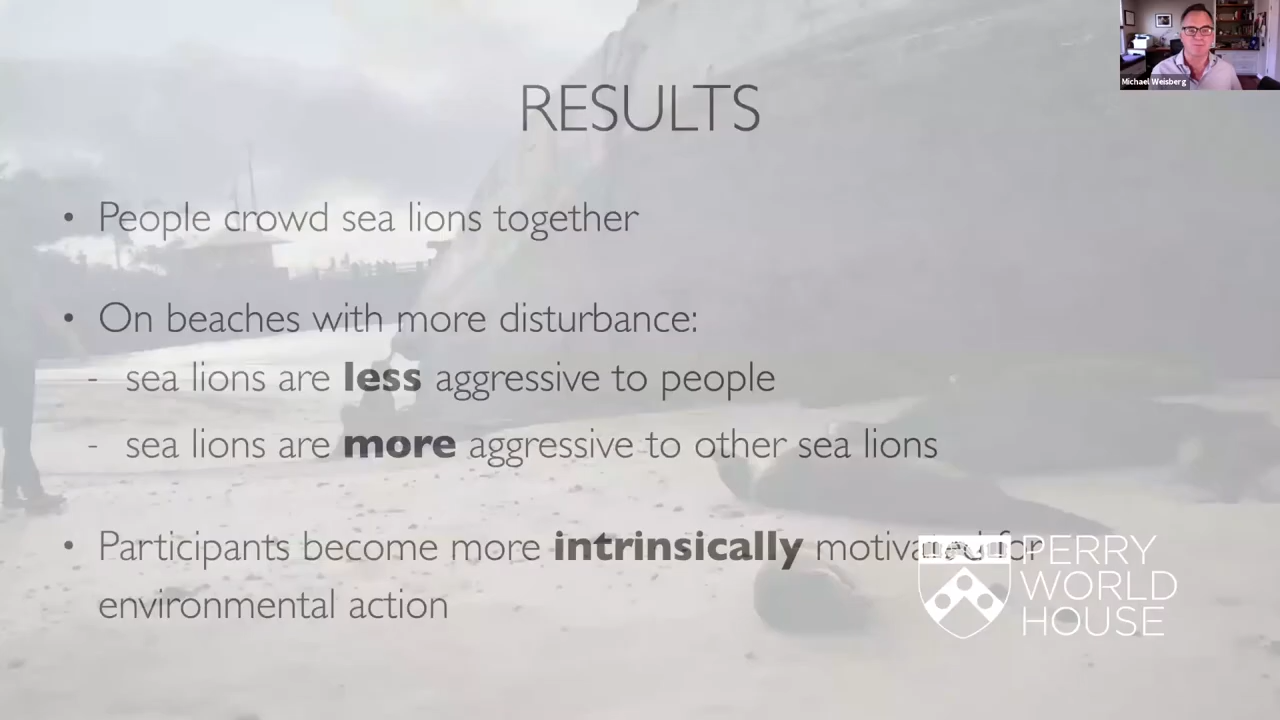 Michael Weisberg
RESULTS
• People crowd sea lions together
• On beaches with more disturbance:
- sea lions are less aggressive to people
- sea lions are more aggressive to other sea lions
• Participants become more intrinsically motivated for
environmental action
PERRY
WORLD
HOUSE